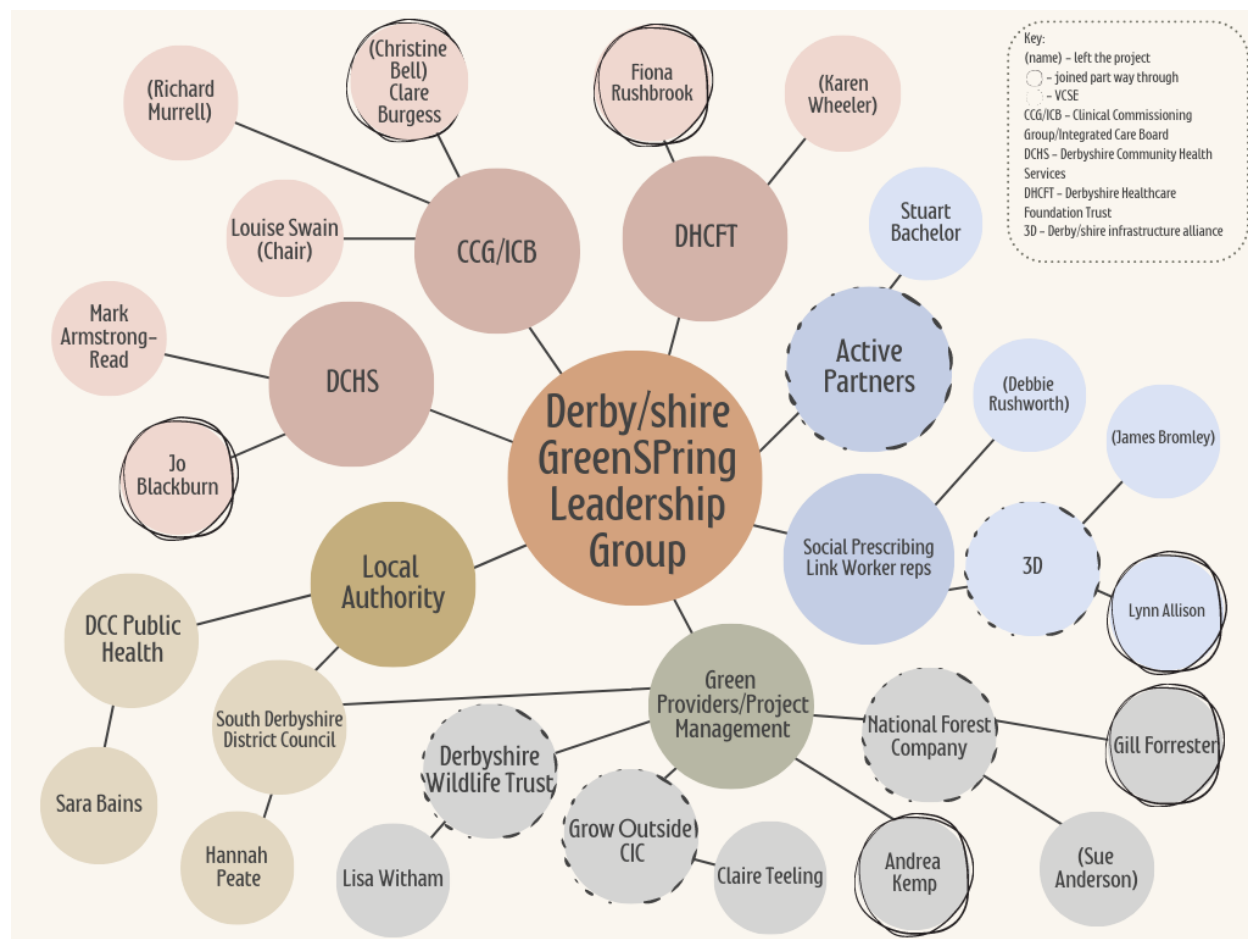 (Richard
Murrell)
(Christine
Bell)
Clare
Burgess
Fiona
Rushbrook
(Karen
Wheeler)
Key:
(name) – left the project
– joined part way through
– VCSE
CCG/ICB – Clinical Commissioning
Group/Integrated Care Board
DCHS – Derbyshire Community Health
Services
DHCFT – Derbyshire Healthcare
Foundation Trust
3D – Derby/shire infrastructure alliance
Louise Swain
(Chair)
CCG/ICB
DHCFT
Stuart
Bachelor
Mark
Armstrong–
Read
DCHS
Active
Partners
(Debbie
Rushworth)
(James Bromley)
Derby/shire
GreenSPring
Leadership
Group
Jo
Blackburn
Local
Authority
Social Prescribing
Link Worker reps
3D
Lynn Allison
DCC Public
Health
South Derbyshire
District Council
Green
Providers/Project
Management
National Forest
Company
Gill Forrester
Derbyshire
Wildlife Trust
Sara Bains
Hannah
Peate
Lisa Witham
Grow Outside
CIC
Claire Teeling
Andrea
Kemp
(Sue
Anderson)